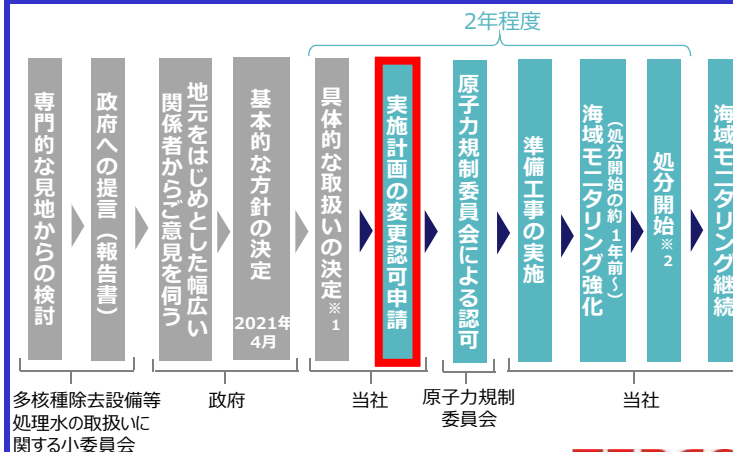 2年程度
専門的な見地からの検討
政府への提言（報告書）
地元をはじめとした幅広い
関係者からご意見を伺う
基本的な方針の決定
2021年
4月
具体的な取扱いの決定※1
実施計画の変更認可申請
原子力規制委員会による認可
準備工事の実施
（処分開始の約1年前～）
海域モニタリング強化
処分開始※2
海域モニタリング継続
多核種除去設備等
処理水の取扱いに
関する小委員会
政府
当社
原子力規制
委員会
当社